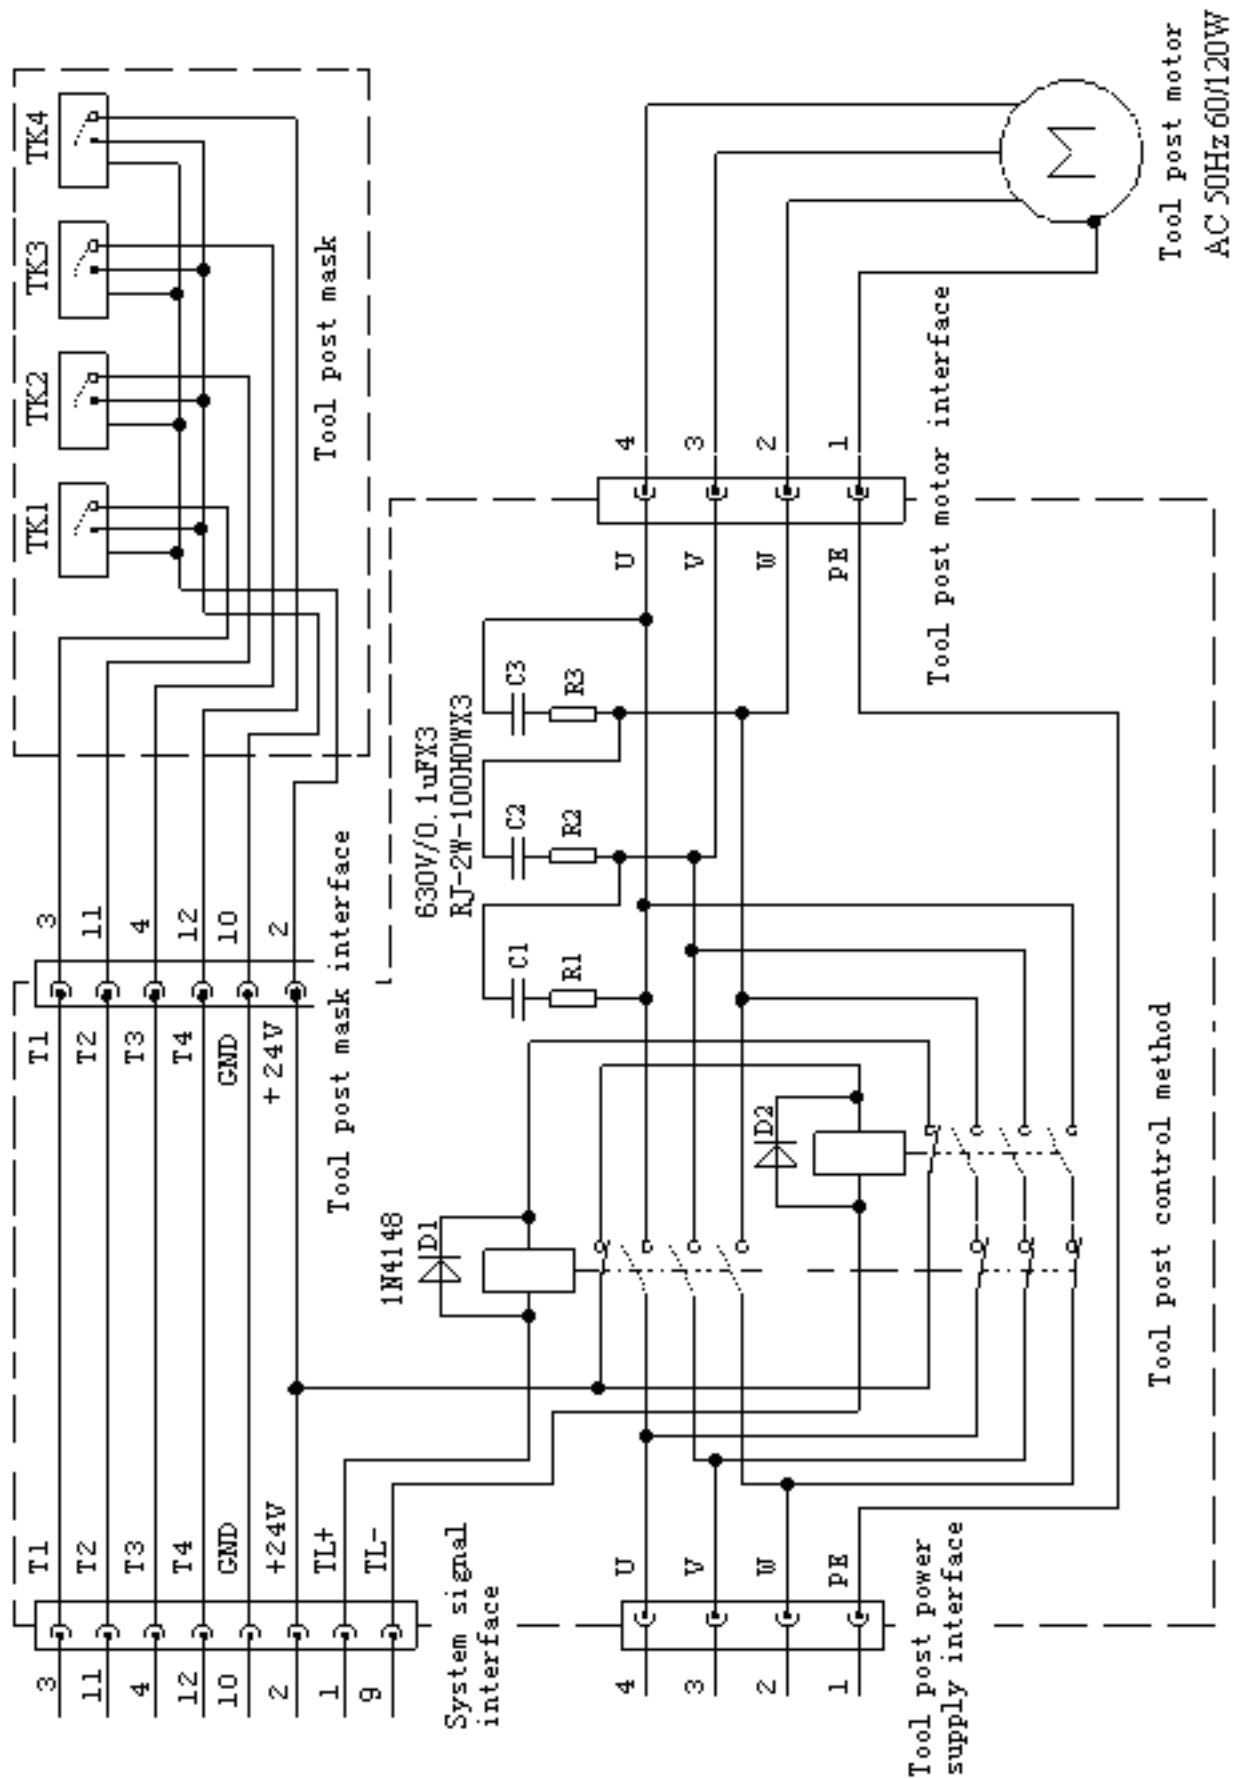 TK1
TK2
TK3
TK4
Tool post mask
T1
T2
T3
T4
GND
+24V
TL+
TL-
3
11
4
12
10
2
1
9
System signal
interface
T1
T2
T3
T4
GND
+24V
3
11
4
12
10
2
Tool post mask interface
1N4148
D1
D2
630V/0.1uFX3
RJ-2W-100HOWX3
C1
R1
C2
R2
C3
R3
U
V
W
PE
4
3
2
1
Tool post power
supply interface
U
V
W
PE
4
3
2
1
Tool post motor interface
Tool post control method
M
Tool post motor
AC 50Hz 60/120W